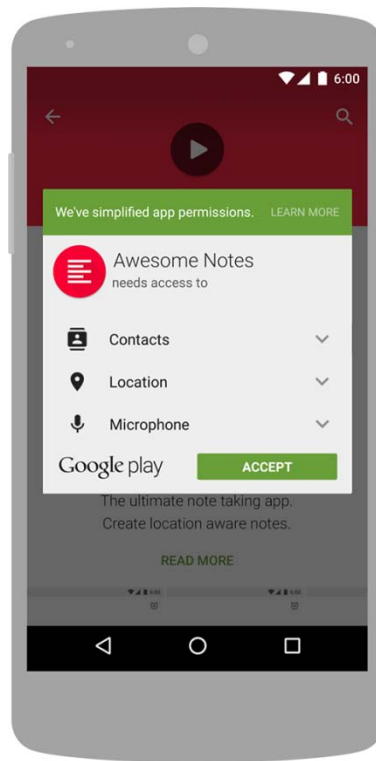 6:00
We've simplified app permissions. LEARN MORE
Awesome Notes
needs access to
Contacts
Location
Microphone
Google play ACCEPT
The ultimate note taking app.
Create location aware notes.
READ MORE